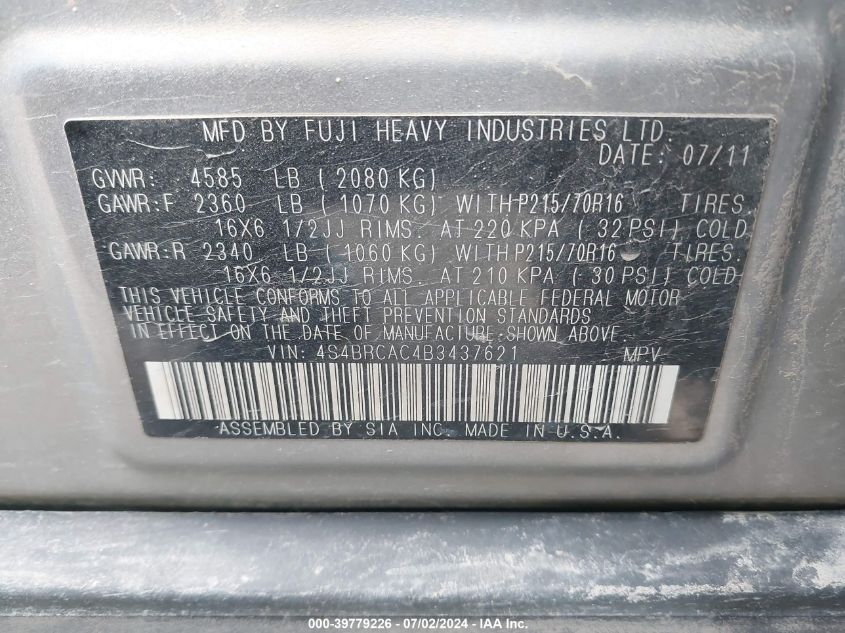 MFD BY FUJI HEAVY INDUSTRIES LTD.
DATE: 07/11
GVWR: 4585 LB ( 2080 KG)
GAWR:F 2360 LB ( 1070 KG) WITH P215/70R16 TIRES,
16X6 1/2JJ RIMS, AT 220 KPA ( 32 PSI) COLD
GAWR:R 2340 LB ( 1060 KG) WITH P215/70R16 TIRES,
16X6 1/2JJ RIMS, AT 210 KPA ( 30 PSI) COLD
THIS VEHICLE CONFORMS TO ALL APPLICABLE FEDERAL MOTOR
VEHICLE SAFETY AND THEFT PREVENTION STANDARDS
IN EFFECT ON THE DATE OF MANUFACTURE SHOWN ABOVE.
VIN: 4S4BRCAC4B3437621 MPV
ASSEMBLED BY SIA INC. MADE IN U.S.A.
000-39779226 - 07/02/2024 - IAA Inc.